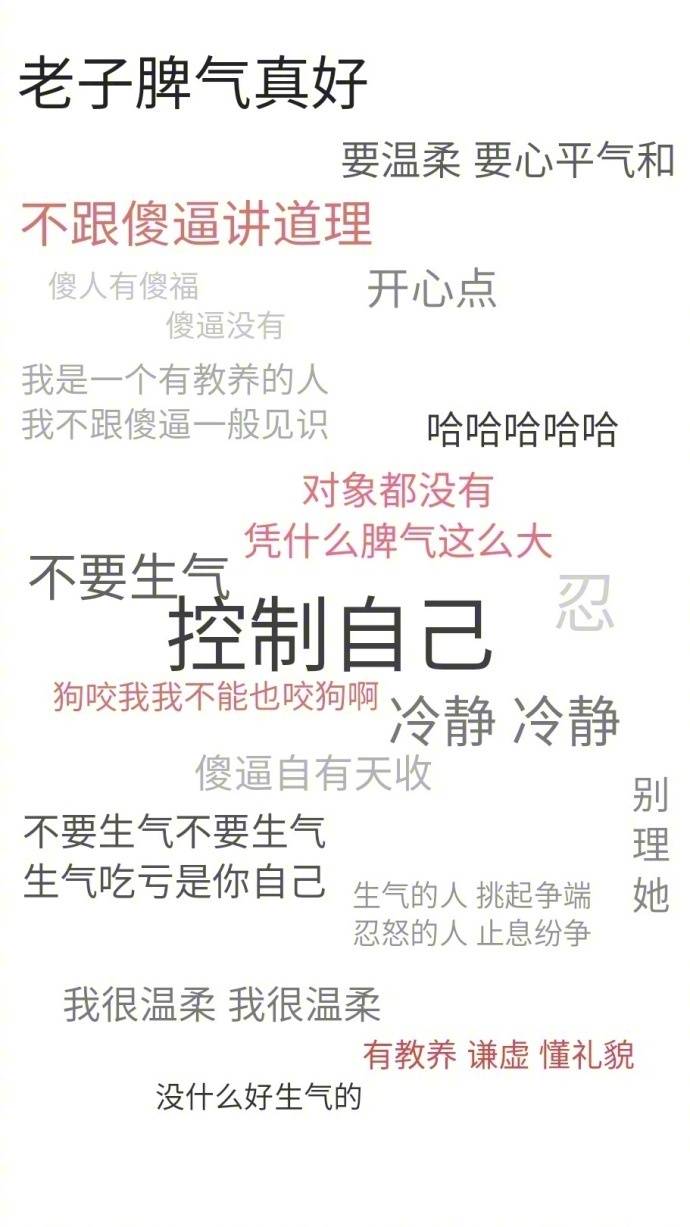 老子脾气真好
要温柔 要心平气和
不跟傻逼讲道理
傻人有傻福
开心点
傻逼没有
我是一个有教养的人
我不跟傻逼一般见识
哈哈哈哈哈
对象都没有
凭什么脾气这么大
不要生气
忍
控制自己
狗咬我我不能也咬狗啊
冷静 冷静
傻逼自有天收
别理她
不要生气不要生气
生气吃亏是你自己
生气的人 挑起争端
忍怒的人 止息纷争
我很温柔 我很温柔
有教养 谦虚 懂礼貌
没什么好生气的